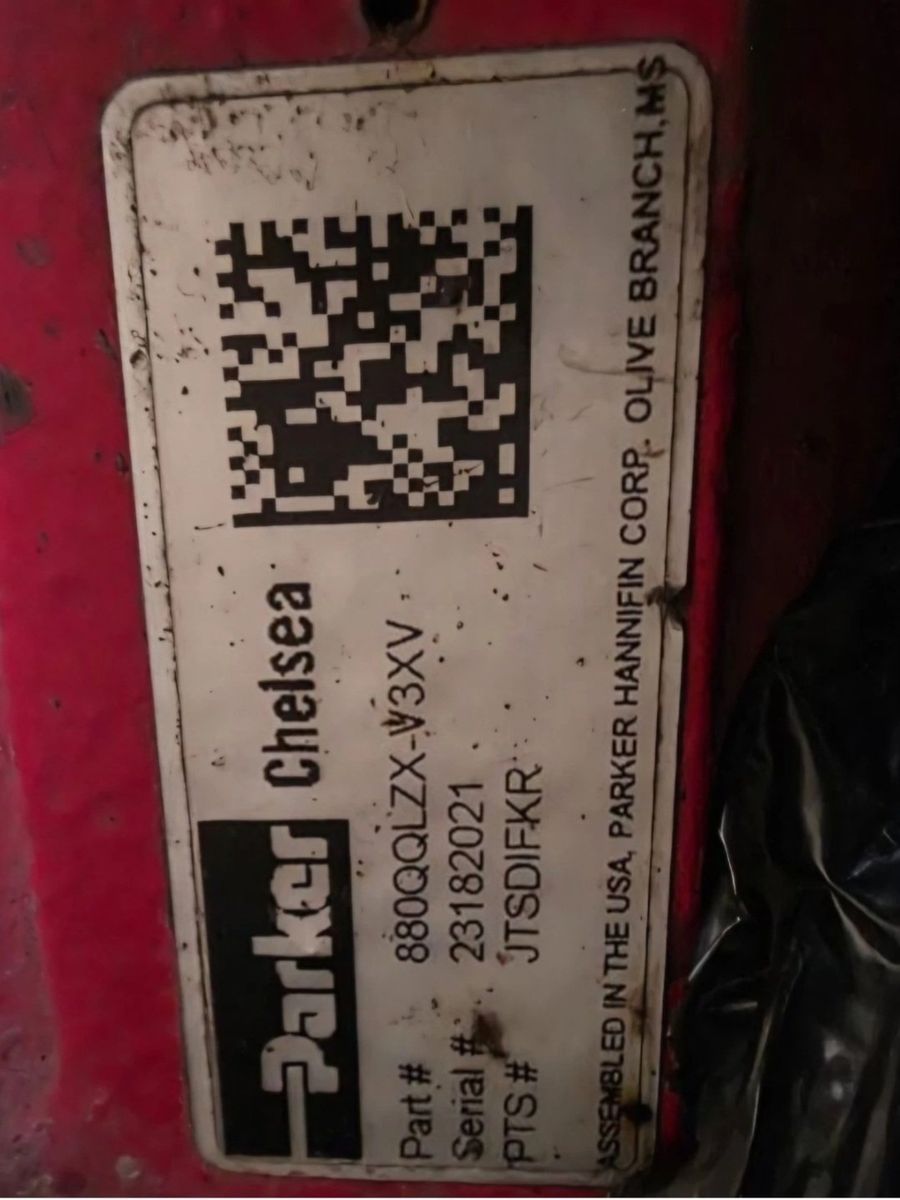 Parker Chelsea
Part # 880QQLZX-V3XV
Serial # 23182021
PTS # JTSDIFKR
ASSEMBLED IN THE USA, PARKER HANNIFIN CORP. OLIVE BRANCH, MS